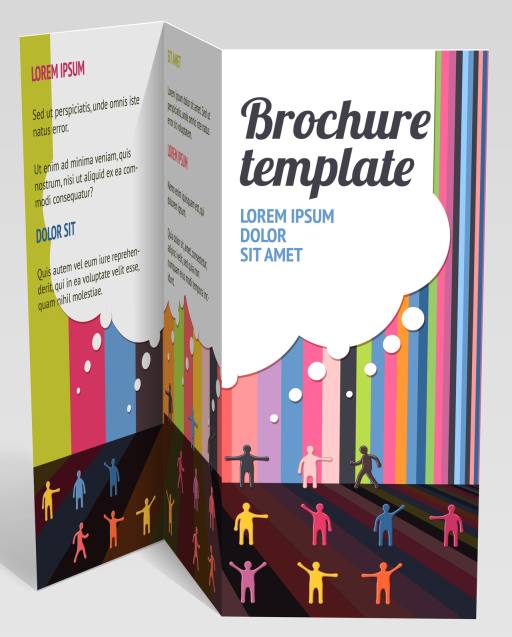 LOREM IPSUM
Sed ut perspiciatis, unde omnis iste
natus error.
Ut enim ad minima veniam, quis
nostrum, nisi ut aliquid ex ea com-
modi consequatur?
DOLOR SIT
Quis autem vel eum iure reprehen-
derit, qui in ea voluptate velit esse,
quam nihil molestiae.
SIT AMET
LOREM IPSUM
Brochure
template
LOREM IPSUM
DOLOR
SIT AMET